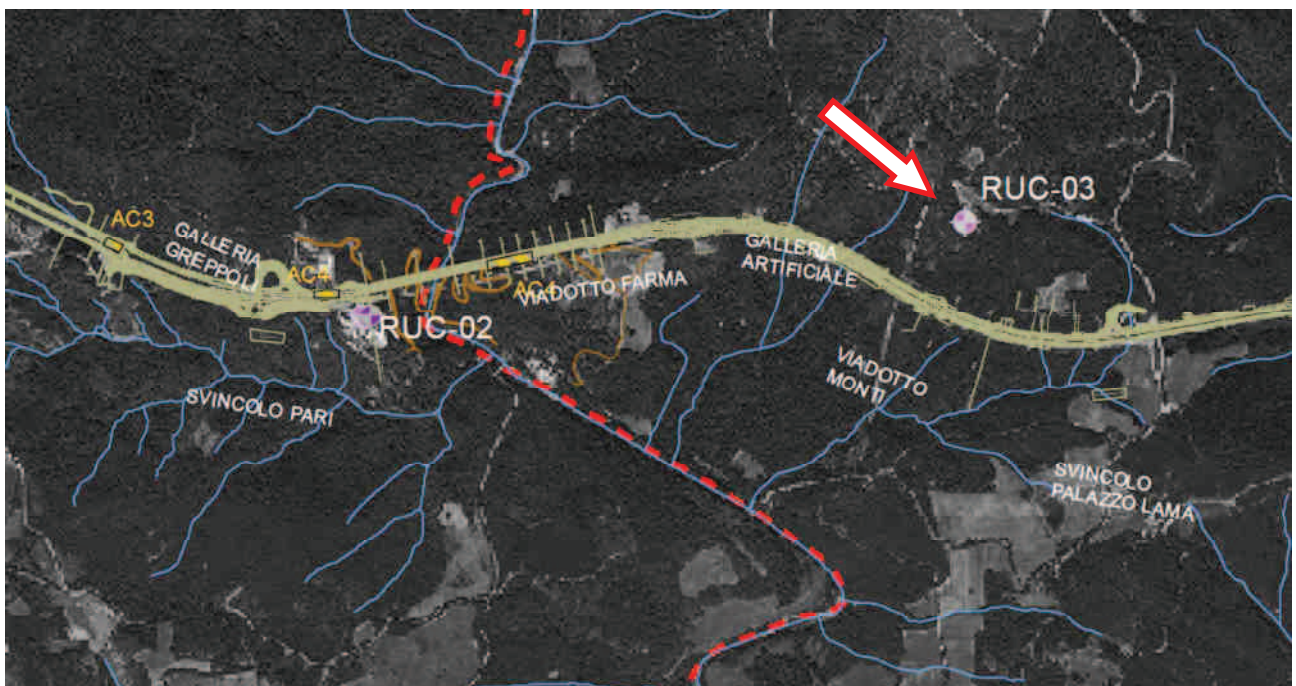 RUC-03
AC3
GALLERIA
GREPPOLI
AC4
GALLERIA
ARTIFICIALE
AC4
VIADOTTO FARMA
RUC-02
VIADOTTO
MONTI
SVINCOLO PARI
SVINCOLO
PALAZZO LAMA